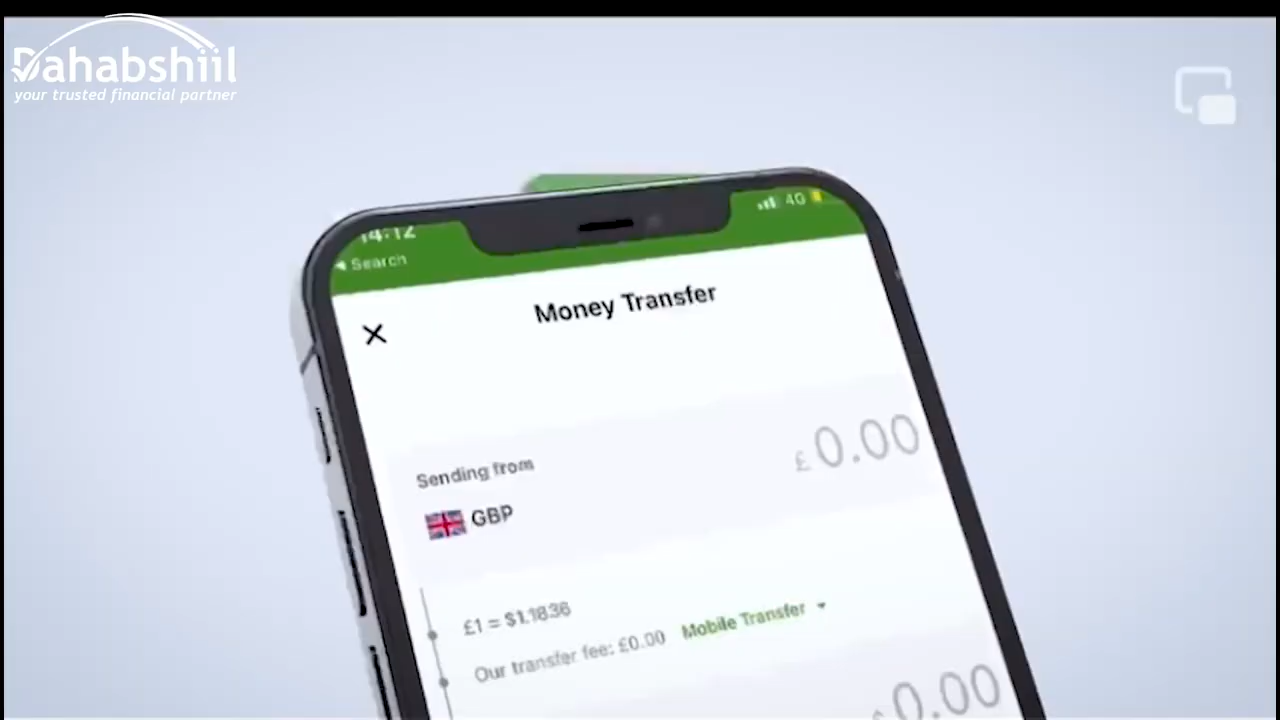 Dahabshiil
your trusted financial partner
14:12
4G
Search
Money Transfer
£0.00
Sending from
GBP
£1 = $1.1836
Our transfer fee: £0.00 Mobile Transfer
0.00